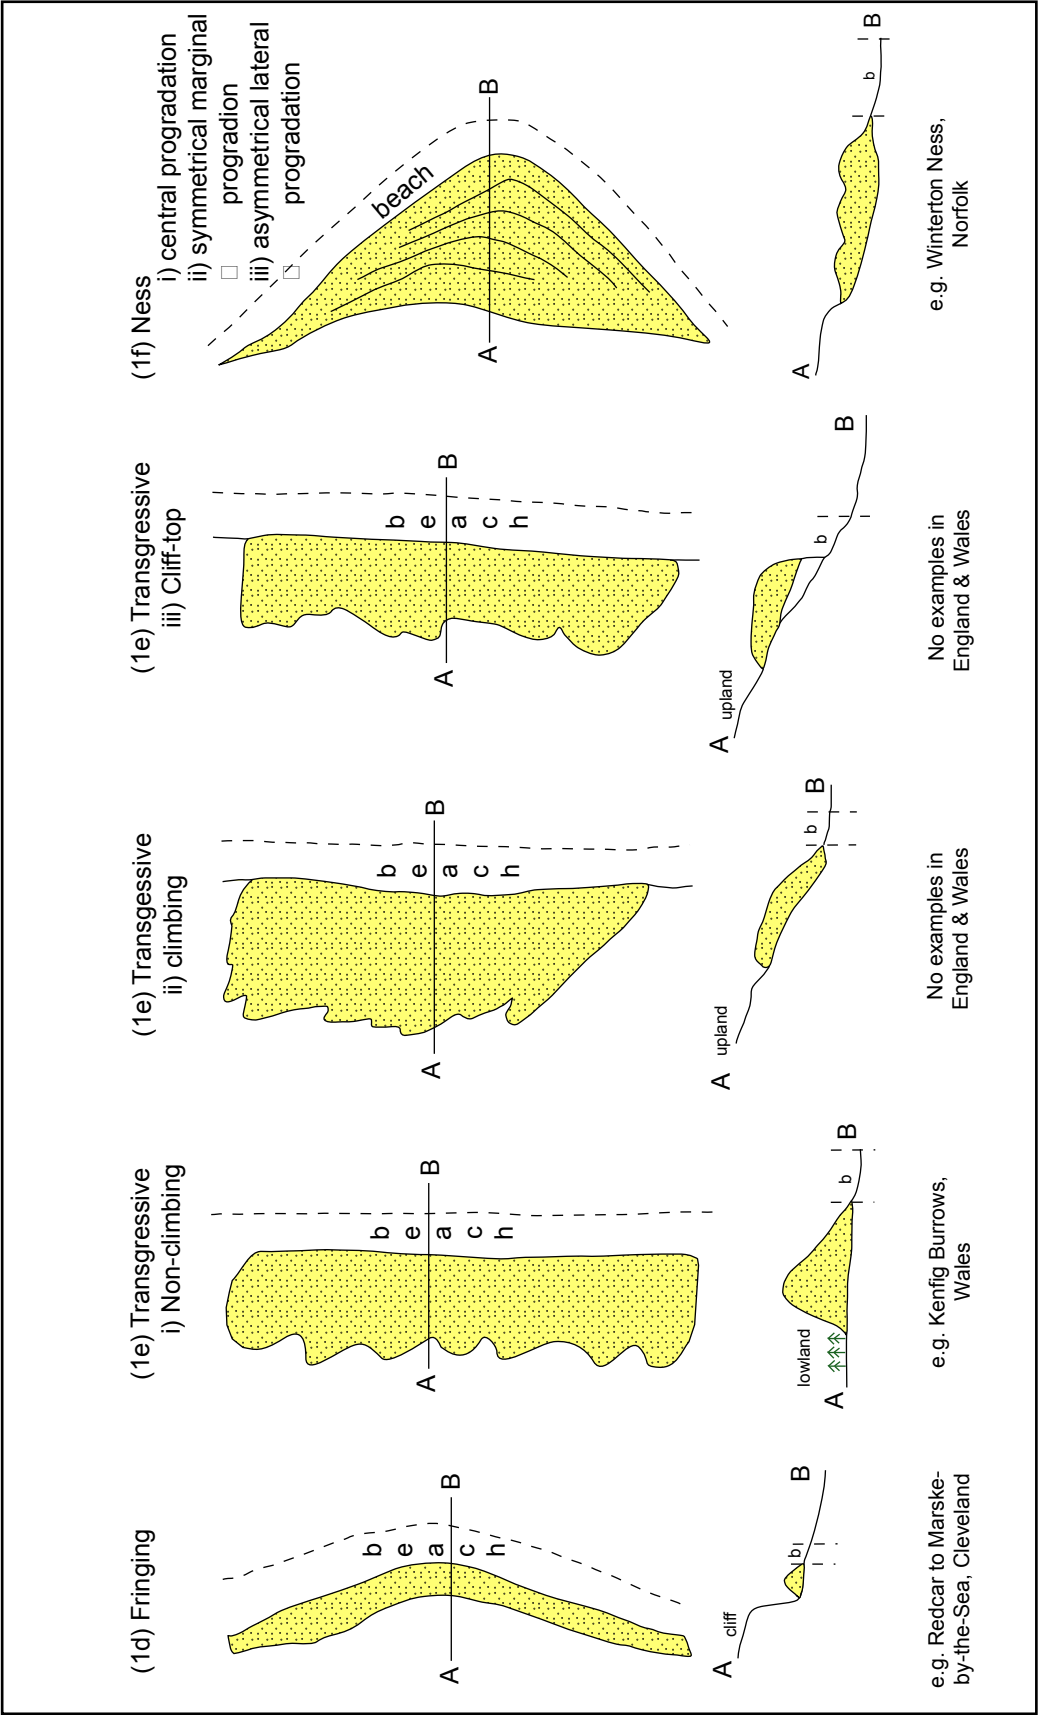 (1d) Fringing
A
B
b
e
a
c
h
A
cliff
b
B
e.g. Redcar to Marske-
by-the-Sea, Cleveland
(1e) Transgressive
i) Non-climbing
A
B
b
e
a
c
h
A
lowland
b
B
e.g. Kenfig Burrows,
Wales
(1e) Transgessive
ii) climbing
A
B
b
e
a
c
h
A
upland
b
B
No examples in
England & Wales
(1e) Transgressive
iii) Cliff-top
A
B
b
e
a
c
h
A
upland
b
B
No examples in
England & Wales
(1f) Ness
i) central progradation
ii) symmetrical marginal
progradion
iii) asymmetrical lateral
progradation
beach
A
B
A
b
B
e.g. Winterton Ness,
Norfolk